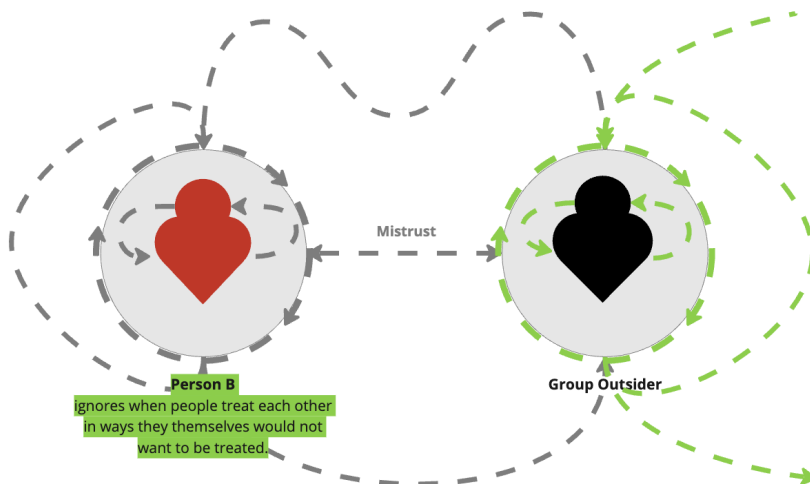 Mistrust
Person B
ignores when people treat each other
in ways they themselves would not
want to be treated.
Group Outsider